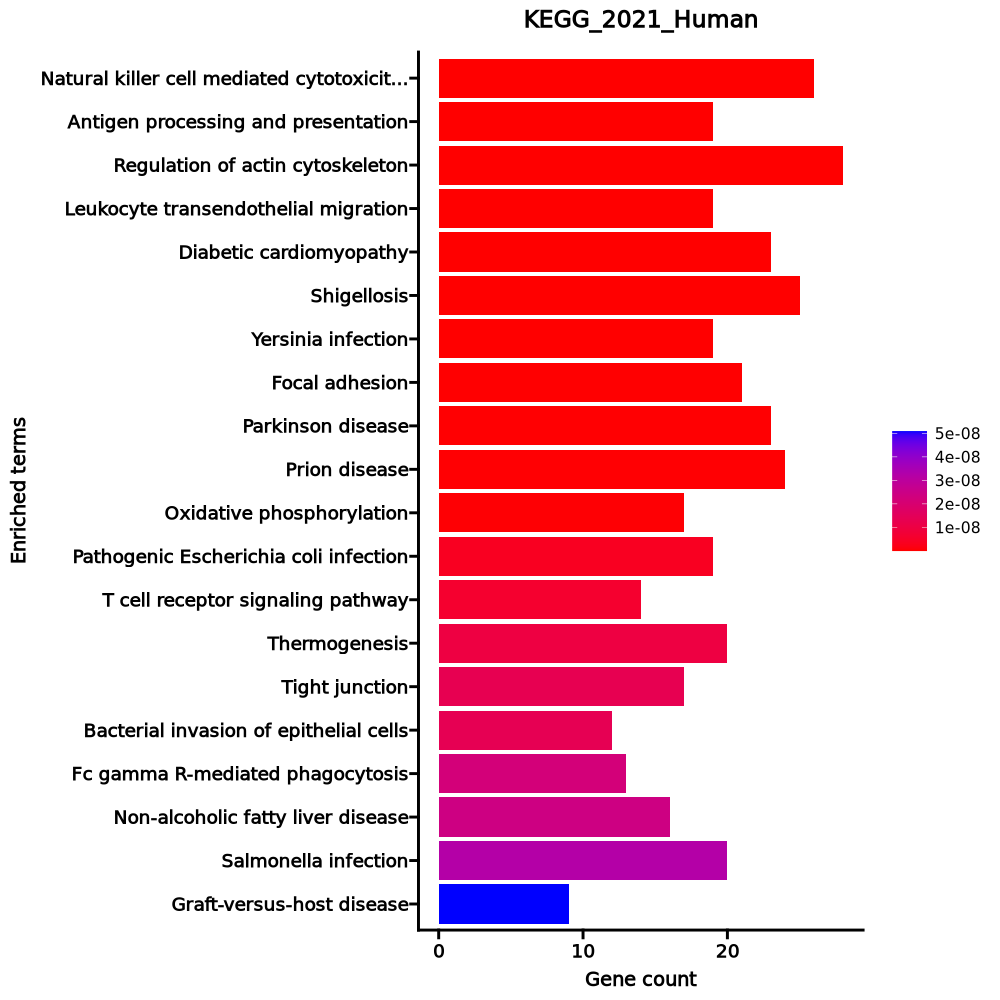 KEGG_2021_Human
Natural killer cell mediated cytotoxicit...
Antigen processing and presentation
Regulation of actin cytoskeleton
Leukocyte transendothelial migration
Diabetic cardiomyopathy
Shigellosis
Yersinia infection
Focal adhesion
Parkinson disease
Prion disease
Oxidative phosphorylation
Pathogenic Escherichia coli infection
T cell receptor signaling pathway
Thermogenesis
Tight junction
Bacterial invasion of epithelial cells
Fc gamma R-mediated phagocytosis
Non-alcoholic fatty liver disease
Salmonella infection
Graft-versus-host disease
Enriched terms
0 10 20
Gene count
5e-08
4e-08
3e-08
2e-08
1e-08